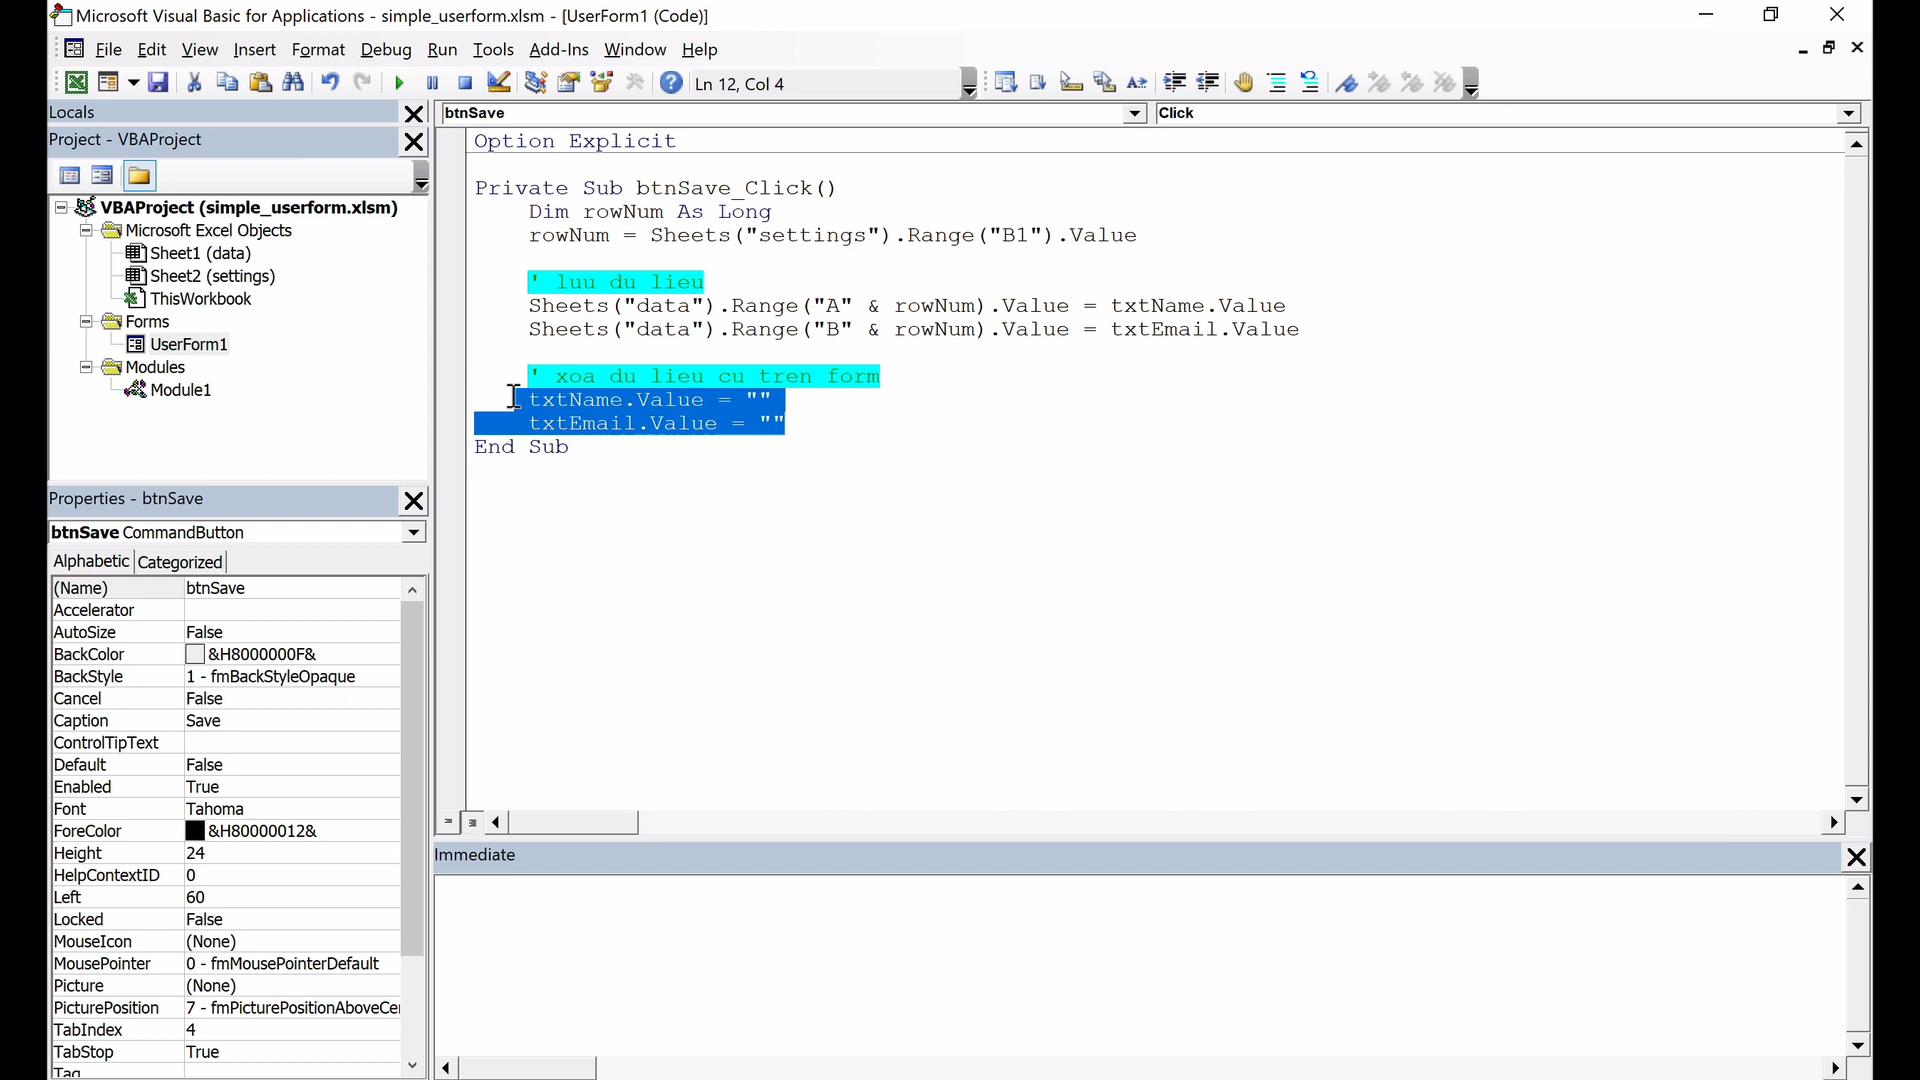 Microsoft Visual Basic for Applications - simple_userform.xlsm - [UserForm1 (Code)]
File Edit View Insert Format Debug Run Tools Add-Ins Window Help
Ln 12, Col 4
Locals
Project - VBAProject
VBAProject (simple_userform.xlsm)
Microsoft Excel Objects
Sheet1 (data)
Sheet2 (settings)
ThisWorkbook
Forms
UserForm1
Modules
Module1
Properties - btnSave
btnSave CommandButton
Alphabetic Categorized
(Name) btnSave
Accelerator
AutoSize False
BackColor &H8000000F&
BackStyle 1 - fmBackStyleOpaque
Cancel False
Caption Save
ControlTipText
Default False
Enabled True
Font Tahoma
ForeColor &H80000012&
Height 24
HelpContextID 0
Left 60
Locked False
MouseIcon (None)
MousePointer 0 - fmMousePointerDefault
Picture (None)
PicturePosition 7 - fmPicturePositionAboveCe
TabIndex 4
TabStop True
Tag
btnSave Click
Option Explicit
Private Sub btnSave_Click()
Dim rowNum As Long
rowNum = Sheets("settings").Range("B1").Value
' luu du lieu
Sheets("data").Range("A" & rowNum).Value = txtName.Value
Sheets("data").Range("B" & rowNum).Value = txtEmail.Value
' xoa du lieu cu tren form
txtName.Value = ""
txtEmail.Value = ""
End Sub
Immediate